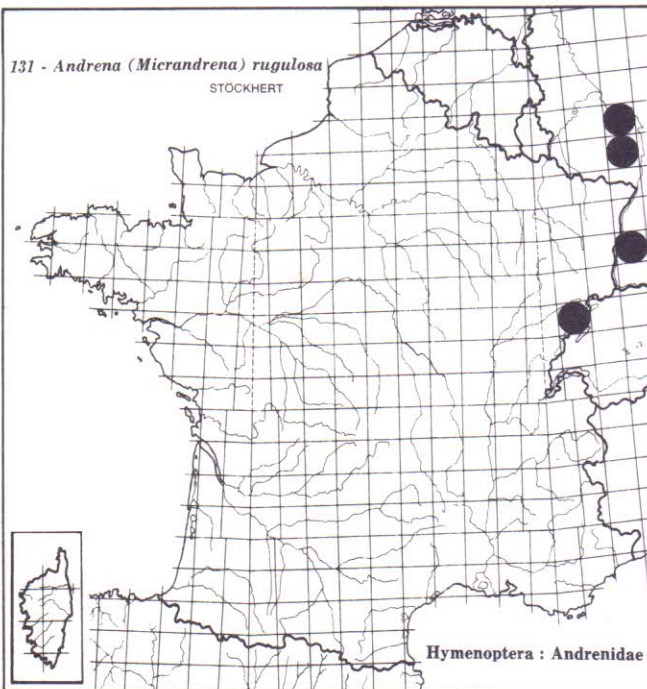 131 - Andrena (Micrandrena) rugulosa
STÖCKHERT
Hymenoptera : Andrenidae